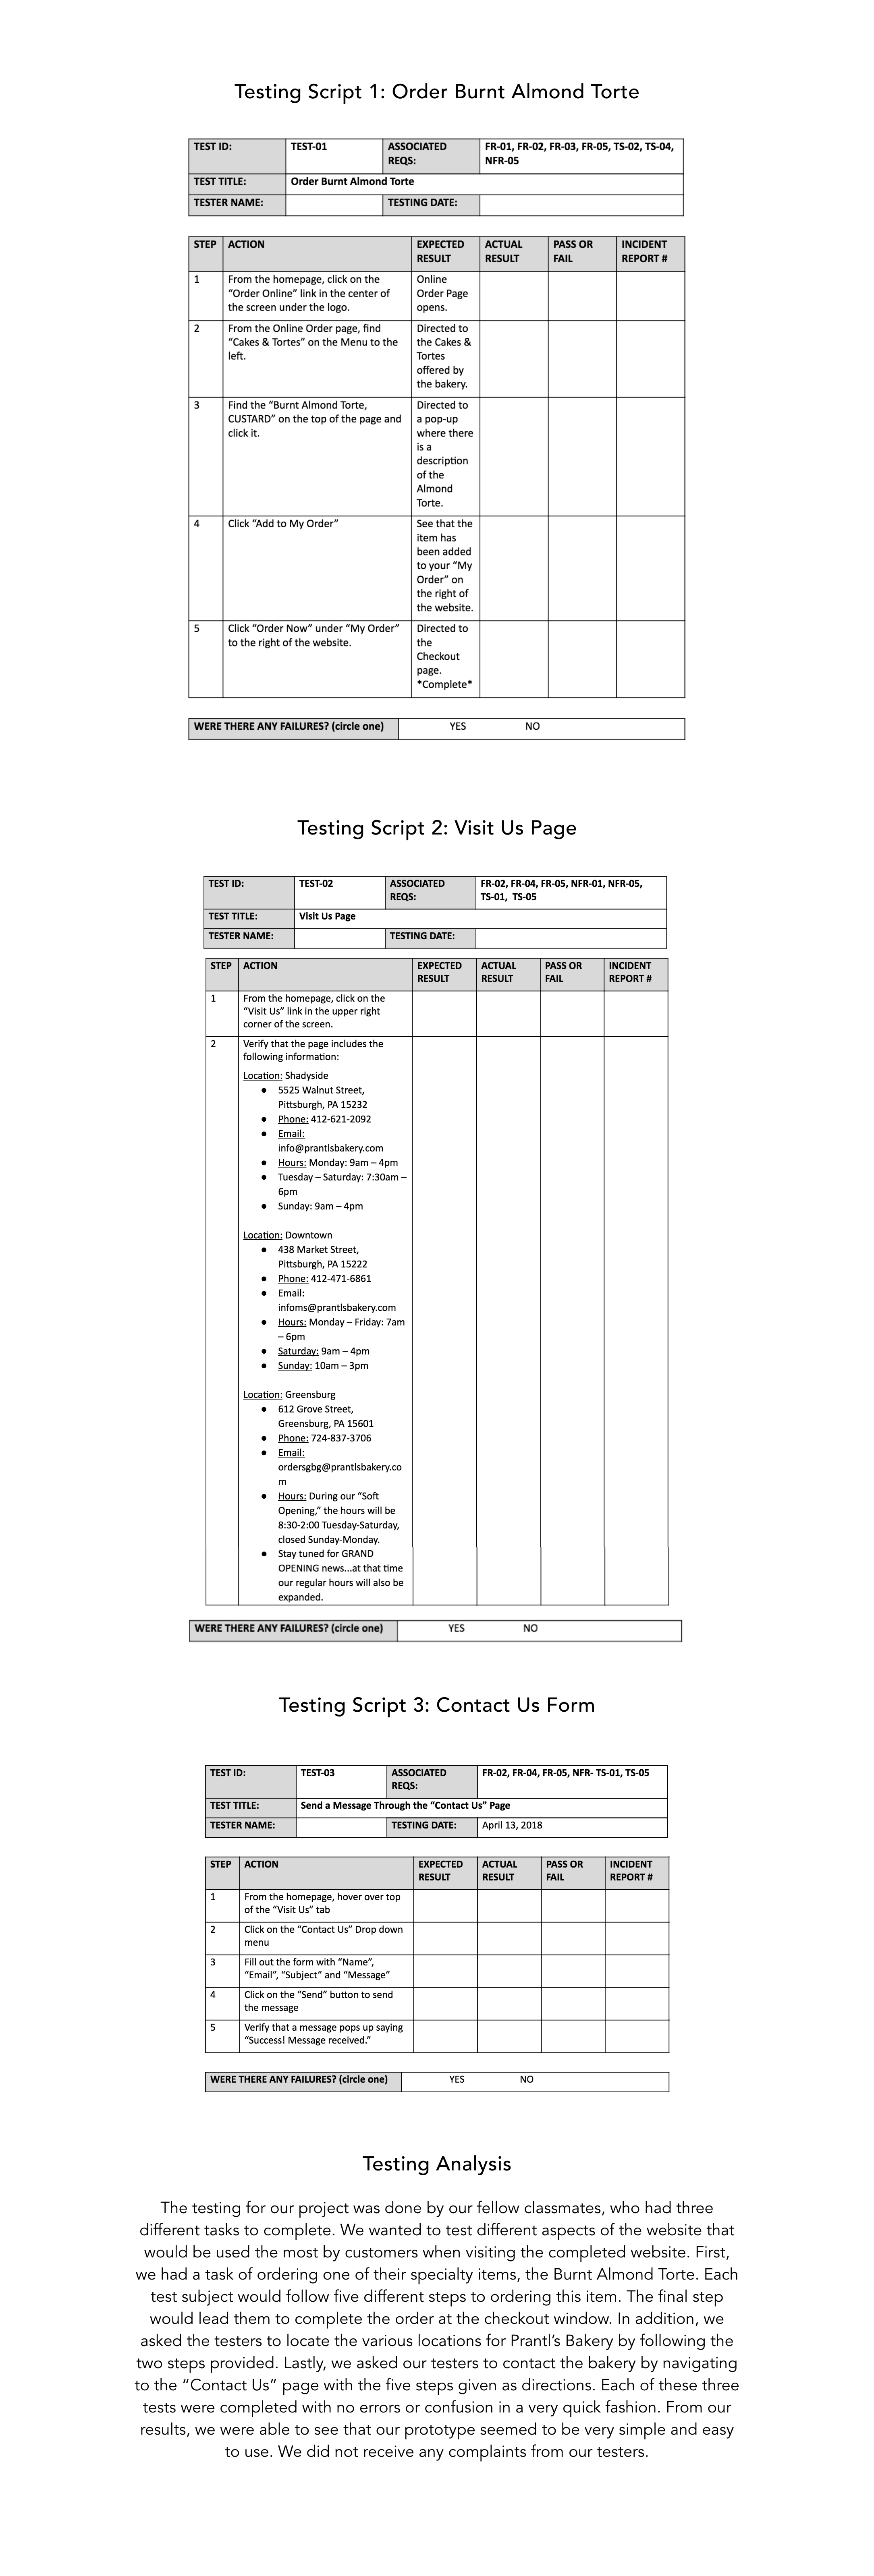 Testing Script 1: Order Burnt Almond Torte
TEST ID: TEST-01 ASSOCIATED FR-01, FR-02, FR-03, FR-05, TS-02, TS-04,
REQS: NFR-05
TEST TITLE: Order Burnt Almond Torte
TESTER NAME: TESTING DATE:
STEP ACTION EXPECTED ACTUAL PASS OR INCIDENT
RESULT RESULT FAIL REPORT #
1 From the homepage, click on the Online
“Order Online” link in the center of Order Page
the screen under the logo. opens.
2 From the Online Order page, find Directed to
“Cakes & Tortes” on the Menu to the the Cakes &
left. Tortes
offered by
the bakery.
3 Find the “Burnt Almond Torte, Directed to
CUSTARD” on the top of the page and a pop-up
click it. where there
is a
description
of the
Almond
Torte.
4 Click “Add to My Order” See that the
item has
been added
to your “My
Order” on
the right of
the website.
5 Click “Order Now” under “My Order” Directed to
to the right of the website. the
Checkout
page.
*Complete*
WERE THERE ANY FAILURES? (circle one) YES NO
Testing Script 2: Visit Us Page
TEST ID: TEST-02 ASSOCIATED FR-02, FR-04, FR-05, NFR-01, NFR-05,
REQS: TS-01, TS-05
TEST TITLE: Visit Us Page
TESTER NAME: TESTING DATE:
STEP ACTION EXPECTED ACTUAL PASS OR INCIDENT
RESULT RESULT FAIL REPORT #
1 From the homepage, click on the
“Visit Us” link in the upper right
corner of the screen.
2 Verify that the page includes the
following information:
Location: Shadyside
● 5525 Walnut Street,
Pittsburgh, PA 15232
● Phone: 412-621-2092
● Email:
info@prantlsbakery.com
● Hours: Monday: 9am – 4pm
● Tuesday – Saturday: 7:30am –
6pm
● Sunday: 9am – 4pm
Location: Downtown
● 438 Market Street,
Pittsburgh, PA 15222
● Phone: 412-471-6861
● Email:
infoms@prantlsbakery.com
● Hours: Monday – Friday: 7am
– 6pm
● Saturday: 9am – 4pm
● Sunday: 10am – 3pm
Location: Greensburg
● 612 Grove Street,
Greensburg, PA 15601
● Phone: 724-837-3706
● Email:
ordersgbg@prantlsbakery.co
m
● Hours: During our “Soft
Opening,” the hours will be
8:30-2:00 Tuesday-Saturday,
closed Sunday-Monday.
● Stay tuned for GRAND
OPENING news...at that time
our regular hours will also be
expanded.
WERE THERE ANY FAILURES? (circle one) YES NO
Testing Script 3: Contact Us Form
TEST ID: TEST-03 ASSOCIATED FR-02, FR-04, FR-05, NFR- TS-01, TS-05
REQS:
TEST TITLE: Send a Message Through the “Contact Us” Page
TESTER NAME: TESTING DATE: April 13, 2018
STEP ACTION EXPECTED ACTUAL PASS OR INCIDENT
RESULT RESULT FAIL REPORT #
1 From the homepage, hover over top
of the “Visit Us” tab
2 Click on the “Contact Us” Drop down
menu
3 Fill out the form with “Name”,
“Email”, “Subject” and “Message”
4 Click on the “Send” button to send
the message
5 Verify that a message pops up saying
“Success! Message received.”
WERE THERE ANY FAILURES? (circle one) YES NO
Testing Analysis
The testing for our project was done by our fellow classmates, who had three
different tasks to complete. We wanted to test different aspects of the website that
would be used the most by customers when visiting the completed website. First,
we had a task of ordering one of their specialty items, the Burnt Almond Torte. Each
test subject would follow five different steps to ordering this item. The final step
would lead them to complete the order at the checkout window. In addition, we
asked the testers to locate the various locations for Prantl’s Bakery by following the
two steps provided. Lastly, we asked our testers to contact the bakery by navigating
to the “Contact Us” page with the five steps given as directions. Each of these three
tests were completed with no errors or confusion in a very quick fashion. From our
results, we were able to see that our prototype seemed to be very simple and easy
to use. We did not receive any complaints from our testers.